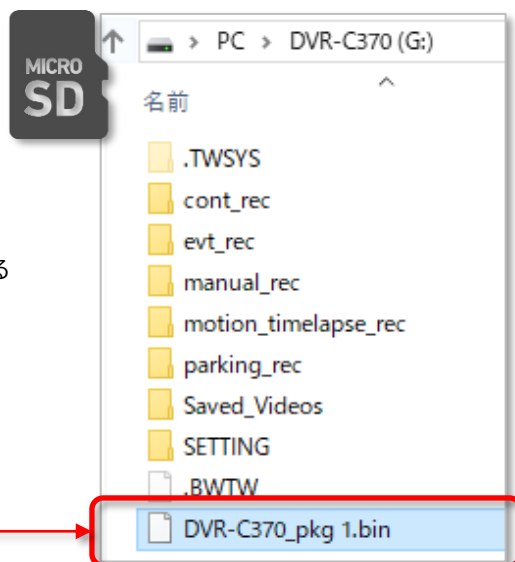 MICRO
SD
PC > DVR-C370 (G:)
名前
.TWSYS
cont_rec
evt_rec
る
manual_rec
motion_timelapse_rec
parking_rec
Saved_Videos
SETTING
.BWTW
DVR-C370_pkg 1.bin